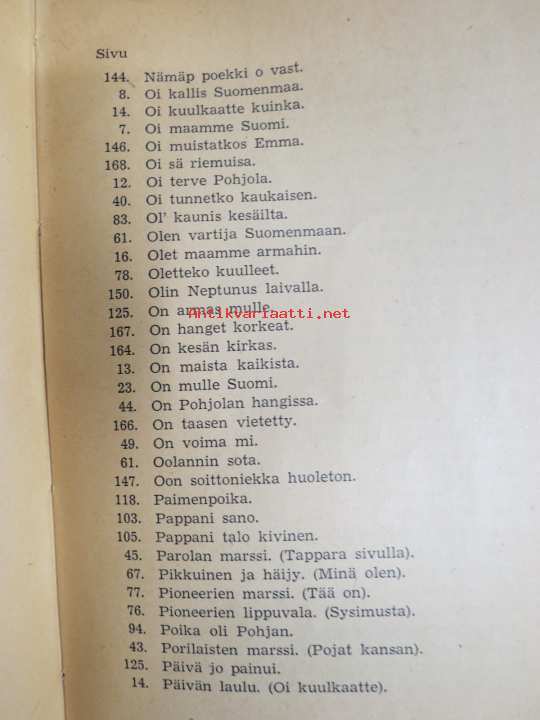 Sivu
144. Nämäp poekki o vast.
8. Oi kallis Suomenmaa.
14. Oi kuulkaatte kuinka.
7. Oi maamme Suomi.
146. Oi muistatkos Emma.
168. Oi sä riemuisa.
12. Oi terve Pohjola.
40. Oi tunnetko kaukaisen.
83. Ol' kaunis kesäilta.
61. Olen vartija Suomenmaan.
16. Olet maamme armahin.
78. Oletteko kuulleet.
150. Olin Neptunus laivalla.
125. On armas mulle.
Antikvariaatti.net
167. On hanget korkeat.
164. On kesän kirkas.
13. On maista kaikista.
23. On mulle Suomi.
44. On Pohjolan hangissa.
166. On taasen vietetty.
49. On voima mi.
61. Oolannin sota.
147. Oon soittoniekka huoleton.
118. Paimenpoika.
103. Pappani sano.
105. Pappani talo kivinen.
45. Parolan marssi. (Tappara sivulla).
67. Pikkuinen ja häijy. (Minä olen).
77. Pioneerien marssi. (Tää on).
76. Pioneerien lippuvala. (Sysimusta).
94. Poika oli Pohjan.
43. Porilaisten marssi. (Pojat kansan).
125. Päivä jo painui.
14. Päivän laulu. (Oi kuulkaatte).